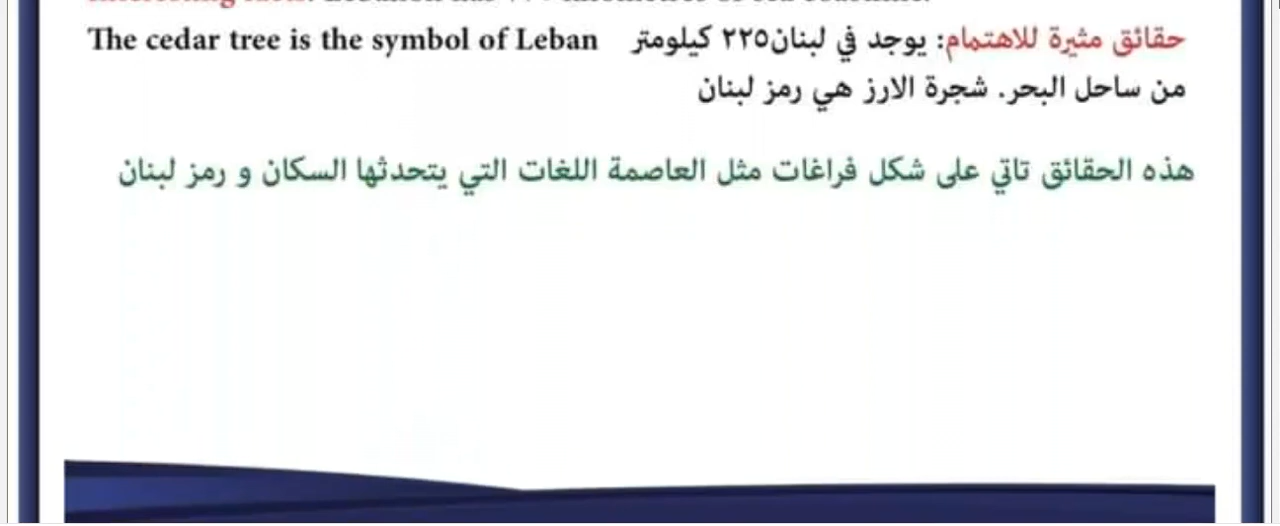 The cedar tree is the symbol of Leban حقائق مثيرة للاهتمام: يوجد في لبنان٢٢٥ كيلومتر
من ساحل البحر. شجرة الارز هي رمز لبنان
هذه الحقائق تاتي على شكل فراغات مثل العاصمة اللغات التي يتحدثها السكان و رمز لبنان